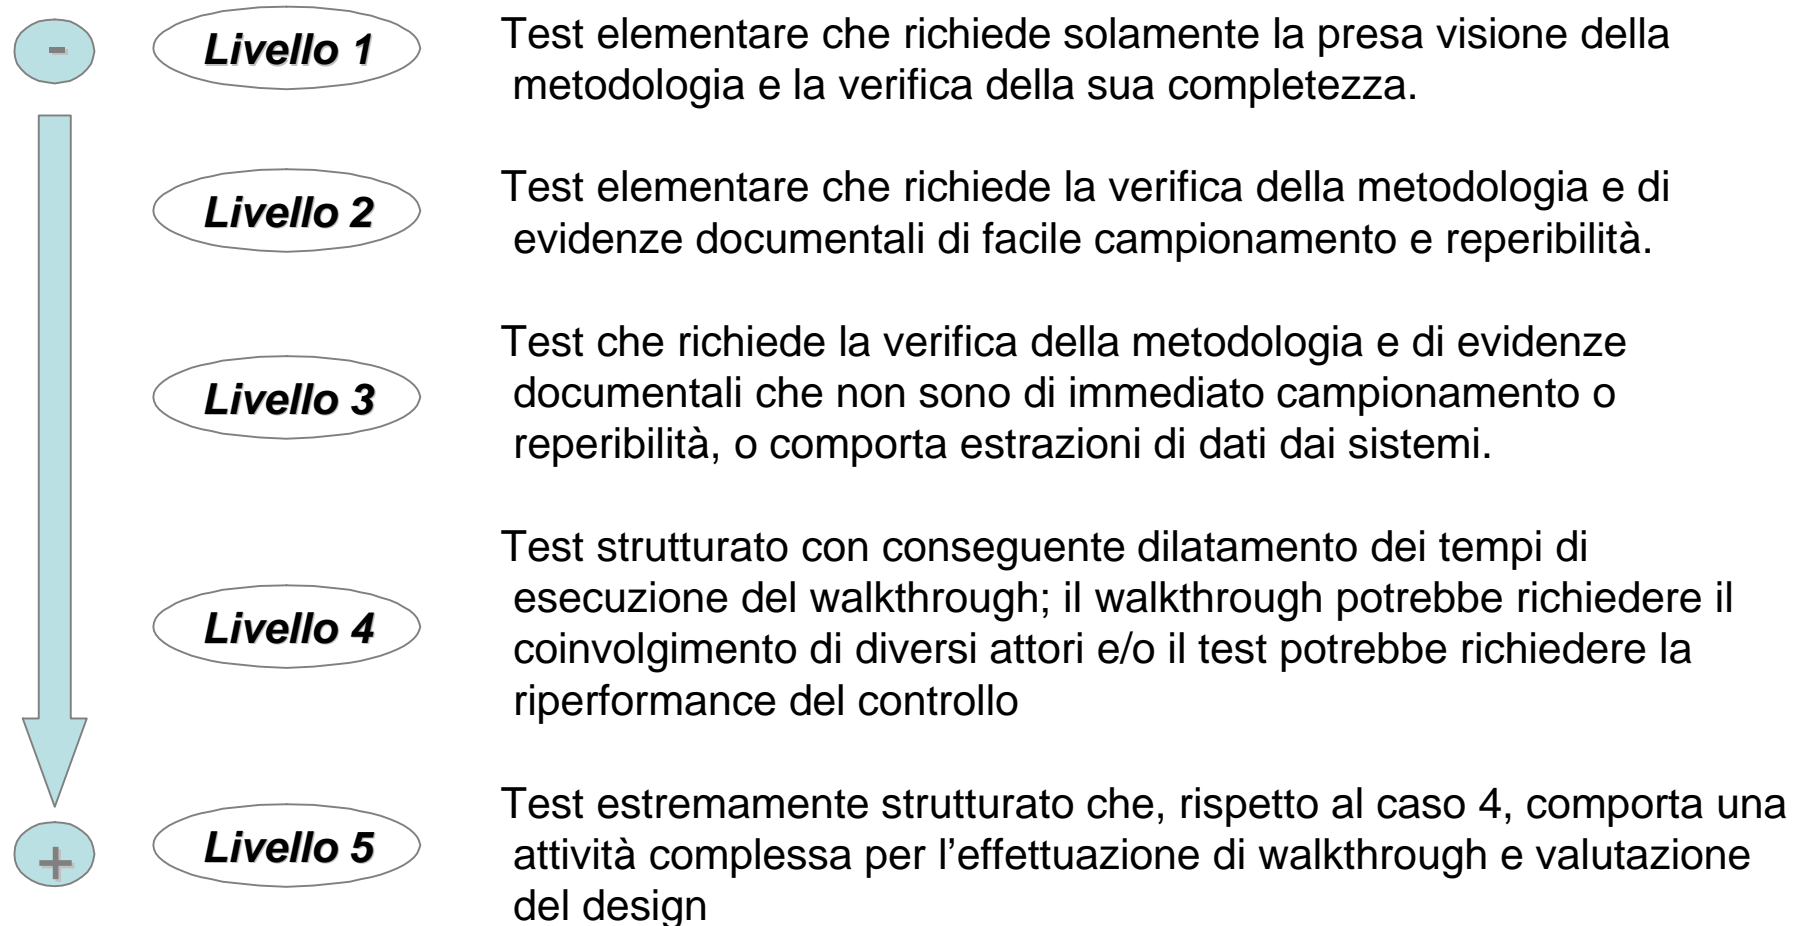 -
Livello 1
Test elementare che richiede solamente la presa visione della
metodologia e la verifica della sua completezza.
Livello 2
Test elementare che richiede la verifica della metodologia e di
evidenze documentali di facile campionamento e reperibilità.
Livello 3
Test che richiede la verifica della metodologia e di evidenze
documentali che non sono di immediato campionamento o
reperibilità, o comporta estrazioni di dati dai sistemi.
Livello 4
Test strutturato con conseguente dilatamento dei tempi di
esecuzione del walkthrough; il walkthrough potrebbe richiedere il
coinvolgimento di diversi attori e/o il test potrebbe richiedere la
riperformance del controllo
+
Livello 5
Test estremamente strutturato che, rispetto al caso 4, comporta una
attività complessa per l’effettuazione di walkthrough e valutazione
del design